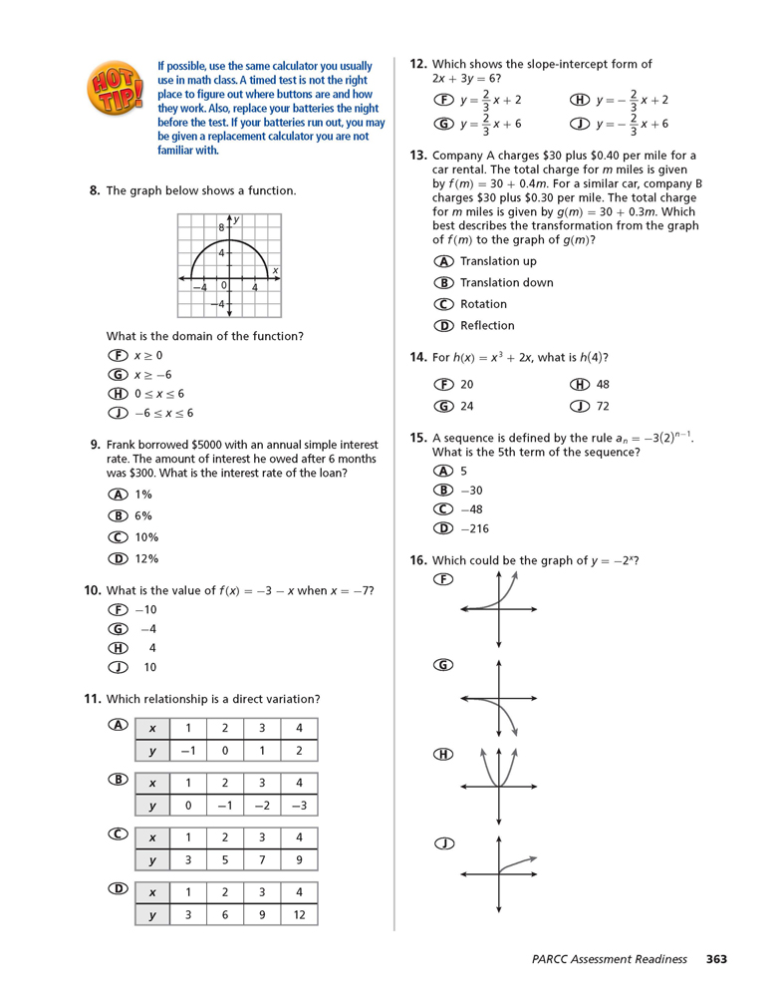 HOT TIP!
If possible, use the same calculator you usually
use in math class. A timed test is not the right
place to figure out where buttons are and how
they work. Also, replace your batteries the night
before the test. If your batteries run out, you may
be given a replacement calculator you are not
familiar with.
8. The graph below shows a function.
y
8
4
x
−4 0 4
−4
What is the domain of the function?
F x ≥ 0
G x ≥ −6
H 0 ≤ x ≤ 6
J −6 ≤ x ≤ 6
9. Frank borrowed $5000 with an annual simple interest
rate. The amount of interest he owed after 6 months
was $300. What is the interest rate of the loan?
A 1%
B 6%
C 10%
D 12%
10. What is the value of f(x) = −3 − x when x = −7?
F −10
G −4
H 4
J 10
11. Which relationship is a direct variation?
A x 1 2 3 4
y −1 0 1 2
B x 1 2 3 4
y 0 −1 −2 −3
C x 1 2 3 4
y 3 5 7 9
D x 1 2 3 4
y 3 6 9 12
12. Which shows the slope-intercept form of
2x + 3y = 6?
F y = 2/3 x + 2 H y = − 2/3 x + 2
G y = 2/3 x + 6 J y = − 2/3 x + 6
13. Company A charges $30 plus $0.40 per mile for a
car rental. The total charge for m miles is given
by f(m) = 30 + 0.4m. For a similar car, company B
charges $30 plus $0.30 per mile. The total charge
for m miles is given by g(m) = 30 + 0.3m. Which
best describes the transformation from the graph
of f(m) to the graph of g(m)?
A Translation up
B Translation down
C Rotation
D Reflection
14. For h(x) = x³ + 2x, what is h(4)?
F 20 H 48
G 24 J 72
15. A sequence is defined by the rule aₙ = −3(2)ⁿ⁻¹.
What is the 5th term of the sequence?
A 5
B −30
C −48
D −216
16. Which could be the graph of y = −2ˣ?
F
G
H
J
PARCC Assessment Readiness 363